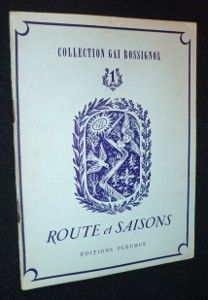 COLLECTION GAI ROSSIGNOL
1
ROUTE et SAISONS
ÉDITIONS FLEURUS